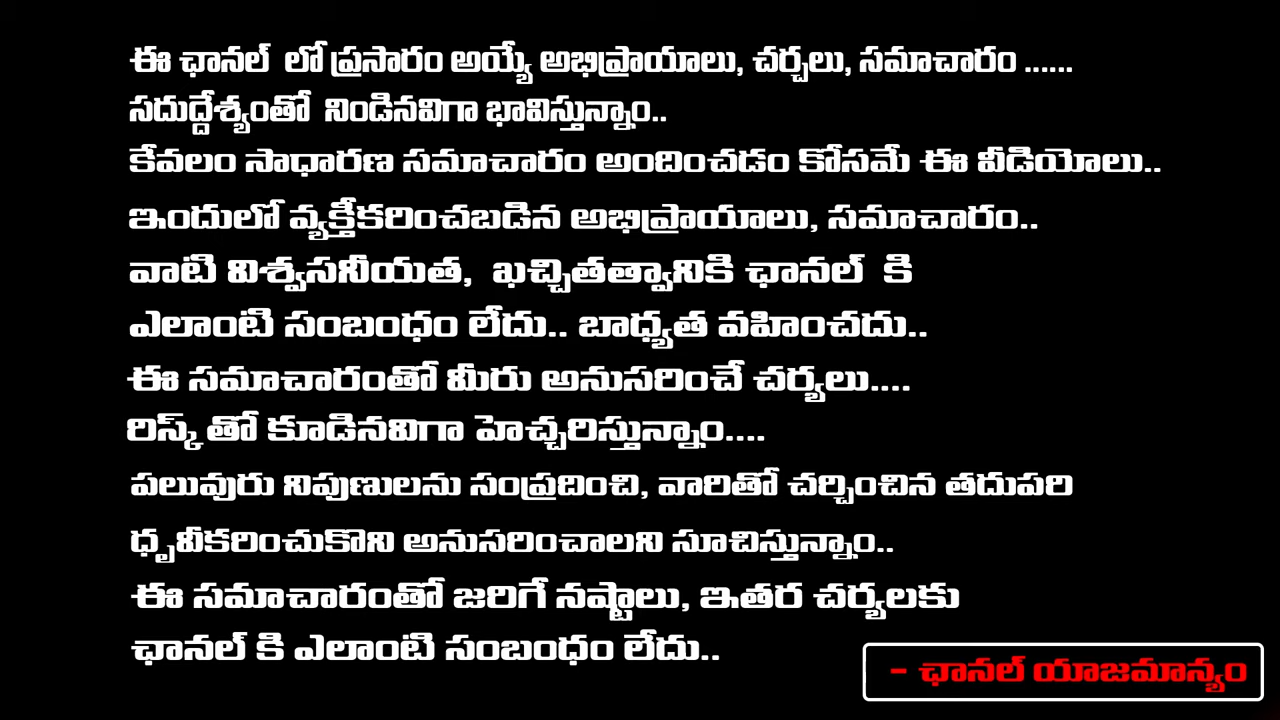 ఈ ఛానల్ లో ప్రసారం అయ్యే అభిప్రాయాలు, చర్చలు, సమాచారం ......
సదుద్దేశ్యంతో నిండినవిగా భావిస్తున్నాం..
కేవలం సాధారణ సమాచారం అందించడం కోసమే ఈ వీడియోలు..
ఇందులో వ్యక్తీకరించబడిన అభిప్రాయాలు, సమాచారం..
వాటి విశ్వసనీయత, ఖచ్చితత్వానికి ఛానల్ కి
ఎలాంటి సంబంధం లేదు.. బాధ్యత వహించదు..
ఈ సమాచారంతో మీరు అనుసరించే చర్యలు....
రిస్క్ తో కూడినవిగా హెచ్చరిస్తున్నాం....
పలువురు నిపుణులను సంప్రదించి, వారితో చర్చించిన తదుపరి
ధృవీకరించుకొని అనుసరించాలని సూచిస్తున్నాం..
ఈ సమాచారంతో జరిగే నష్టాలు, ఇతర చర్యలకు
ఛానల్ కి ఎలాంటి సంబంధం లేదు..
- ఛానల్ యాజమాన్యం